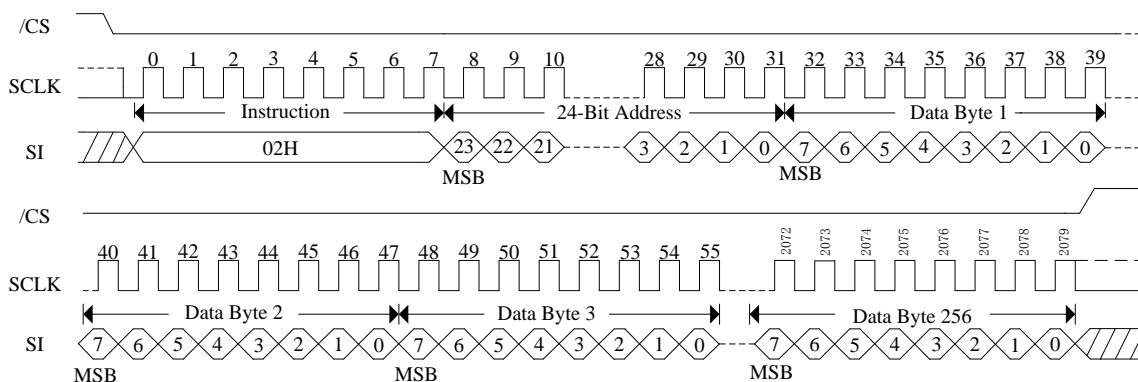 /CS
0 1 2 3 4 5 6 7 8 9 10 28 29 30 31 32 33 34 35 36 37 38 39
SCLK
Instruction 24-Bit Address Data Byte 1
SI 02H 23 22 21 3 2 1 0 7 6 5 4 3 2 1 0
MSB MSB
/CS
40 41 42 43 44 45 46 47 48 49 50 51 52 53 54 55 2072 2073 2074 2075 2076 2077 2078 2079
SCLK
Data Byte 2 Data Byte 3 Data Byte 256
SI 7 6 5 4 3 2 1 0 7 6 5 4 3 2 1 0 7 6 5 4 3 2 1 0
MSB MSB MSB